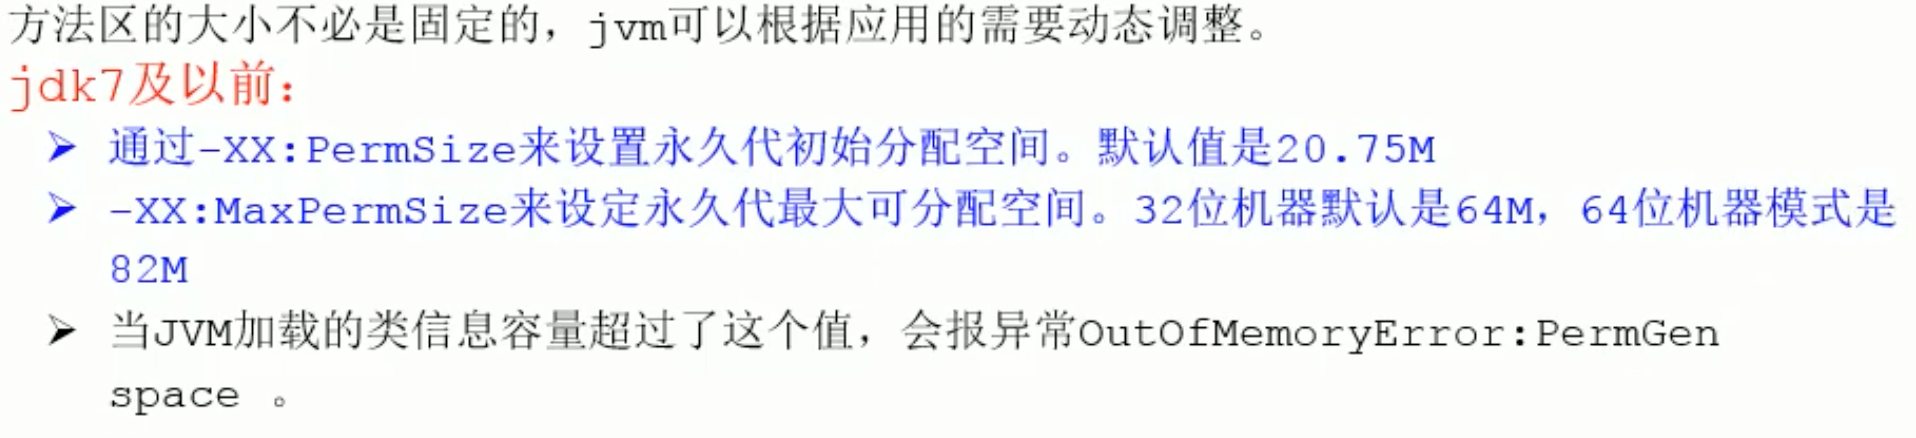 方法区的大小不必是固定的，jvm可以根据应用的需要动态调整。
jdk7及以前：
➢ 通过-XX:PermSize来设置永久代初始分配空间。默认值是20.75M
➢ -XX:MaxPermSize来设定永久代最大可分配空间。32位机器默认是64M，64位机器模式是
82M
➢ 当JVM加载的类信息容量超过了这个值，会报异常OutOfMemoryError:PermGen
space 。